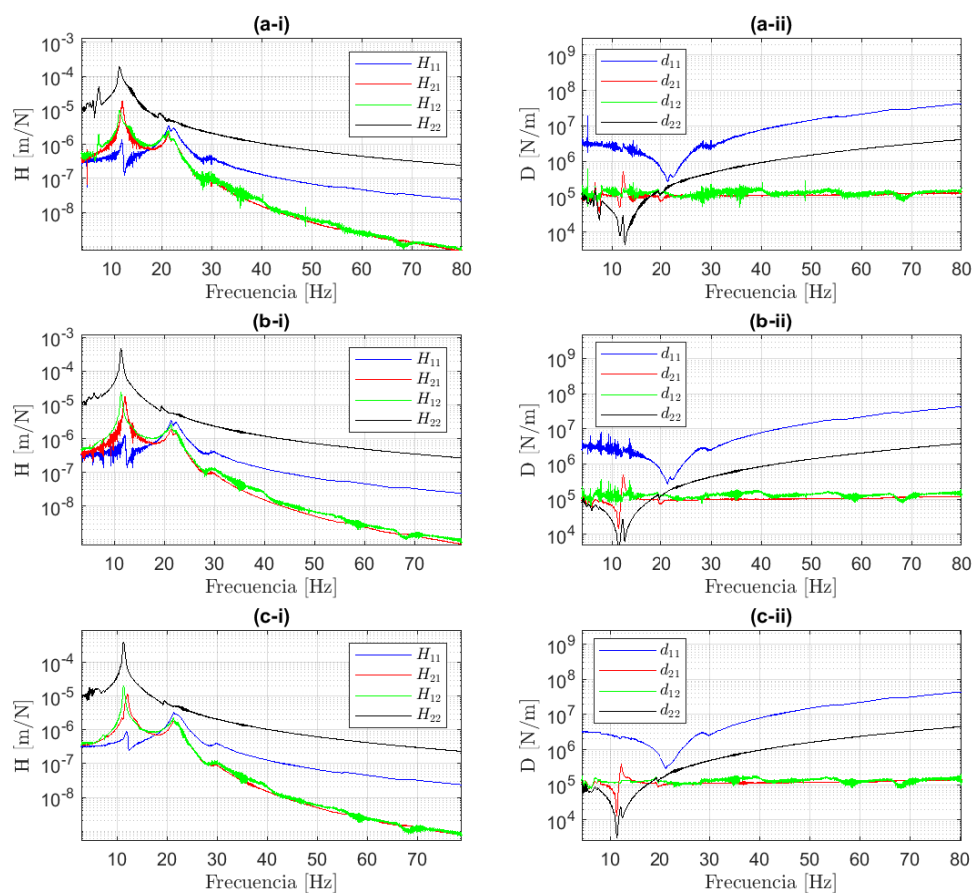 (a-i)
H [m/N]
10⁻³
10⁻⁴
10⁻⁵
10⁻⁶
10⁻⁷
10⁻⁸
H₁₁
H₂₁
H₁₂
H₂₂
10 20 30 40 50 60 70 80
Frecuencia [Hz]
(a-ii)
D [N/m]
10⁹
10⁸
10⁷
10⁶
10⁵
10⁴
d₁₁
d₂₁
d₁₂
d₂₂
10 20 30 40 50 60 70 80
Frecuencia [Hz]
(b-i)
H [m/N]
10⁻³
10⁻⁴
10⁻⁵
10⁻⁶
10⁻⁷
10⁻⁸
H₁₁
H₂₁
H₁₂
H₂₂
10 20 30 40 50 60 70
Frecuencia [Hz]
(b-ii)
D [N/m]
10⁹
10⁸
10⁷
10⁶
10⁵
10⁴
d₁₁
d₂₁
d₁₂
d₂₂
10 20 30 40 50 60 70 80
Frecuencia [Hz]
(c-i)
H [m/N]
10⁻⁴
10⁻⁵
10⁻⁶
10⁻⁷
10⁻⁸
H₁₁
H₂₁
H₁₂
H₂₂
10 20 30 40 50 60 70
Frecuencia [Hz]
(c-ii)
D [N/m]
10⁹
10⁸
10⁷
10⁶
10⁵
10⁴
d₁₁
d₂₁
d₁₂
d₂₂
10 20 30 40 50 60 70 80
Frecuencia [Hz]